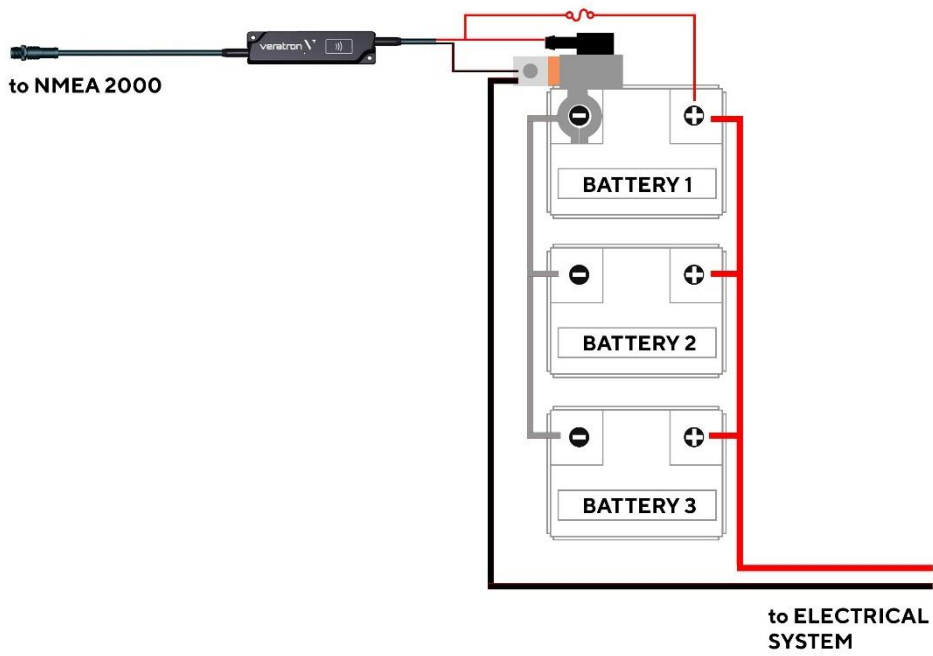 veratron
to NMEA 2000
BATTERY 1
BATTERY 2
BATTERY 3
to ELECTRICAL
SYSTEM